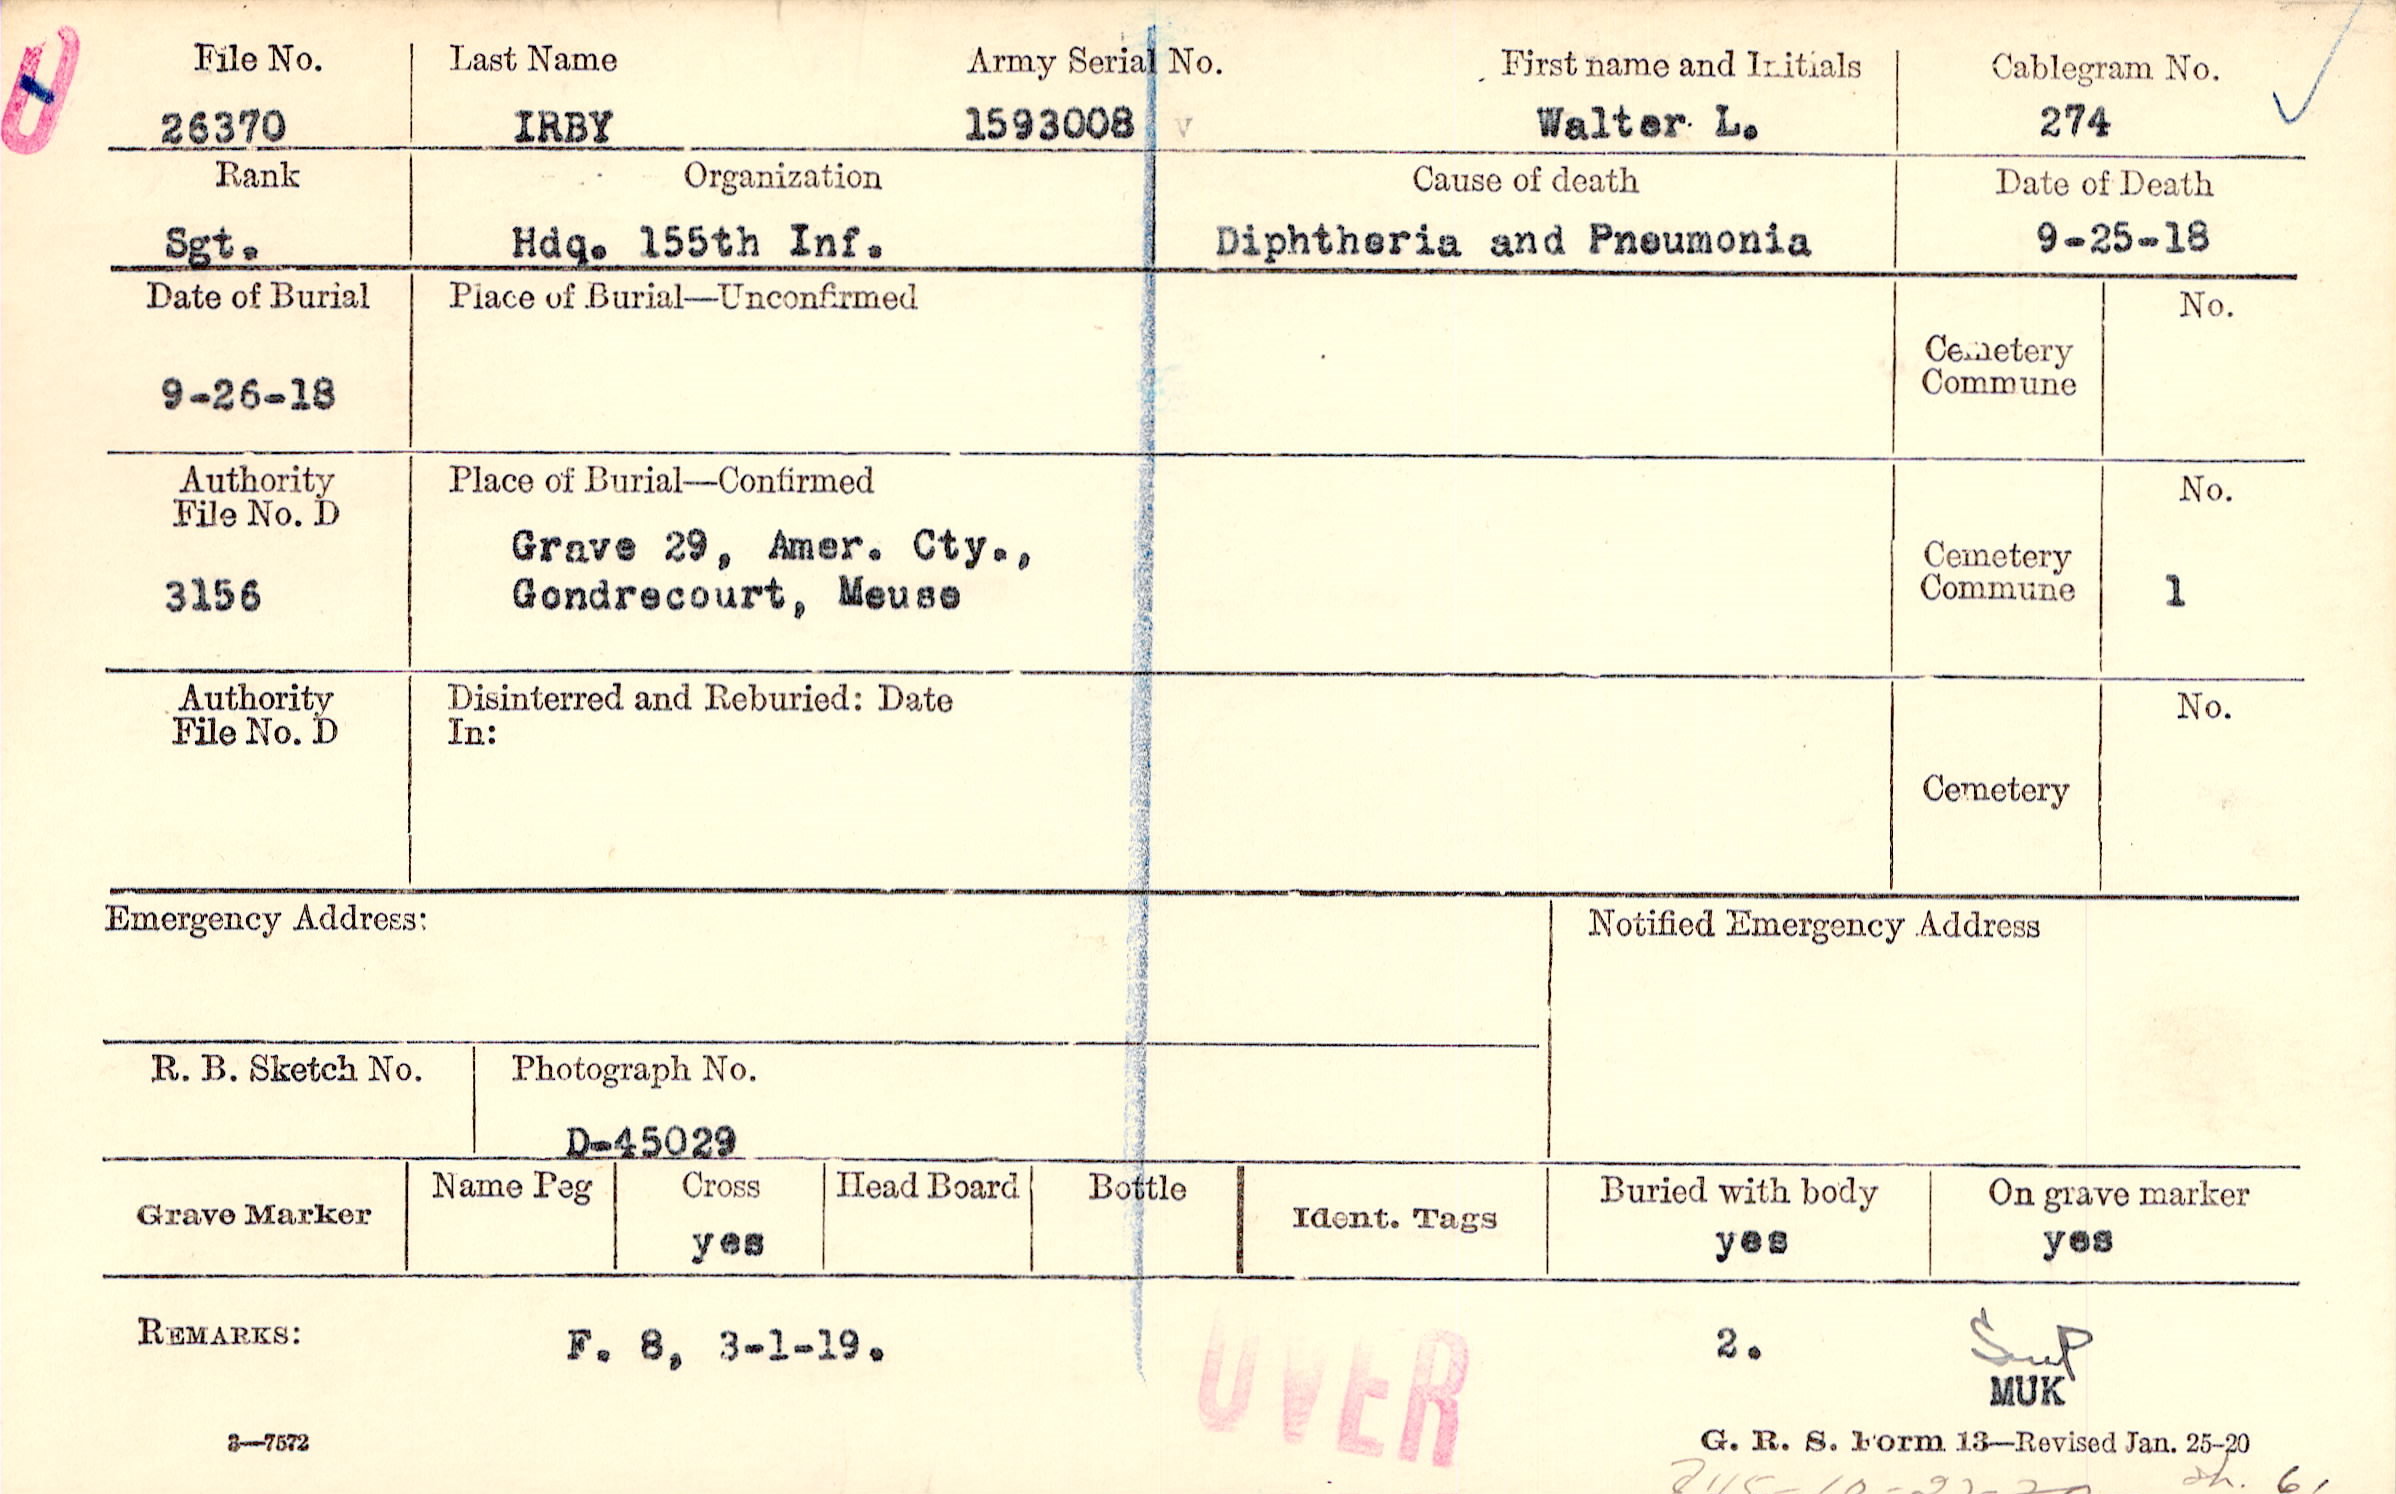 File No. Last Name Army Serial No. First name and Initials Cablegram No.
26370 IRBY 1593008 v Walter L. 274
Rank Organization Cause of death Date of Death
Sgt. Hdq. 155th Inf. Diphtheria and Pneumonia 9-25-18
Date of Burial Place of Burial—Unconfirmed No.
Cemetery
Commune
9-26-18
Authority Place of Burial—Confirmed No.
File No. D
Grave 29, Amer. Cty., Cemetery
3156 Gondrecourt, Meuse Commune 1
Authority Disinterred and Reburied: Date No.
File No. D In:
Cemetery
Emergency Address: Notified Emergency Address
R. B. Sketch No. Photograph No.
D-45029
Grave Marker Name Peg Cross Head Board Bottle Ident. Tags Buried with body On grave marker
yes yes yes
REMARKS: F. 8, 3-1-19. 2.
MUK
OVER
3—7572 G. R. S. Form 13—Revised Jan. 25-20